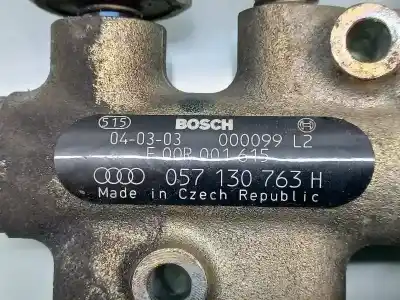 515 BOSCH
04-03-03 000099 L2
F 00R 001 615
057 130 763 H
Made in Czech Republic